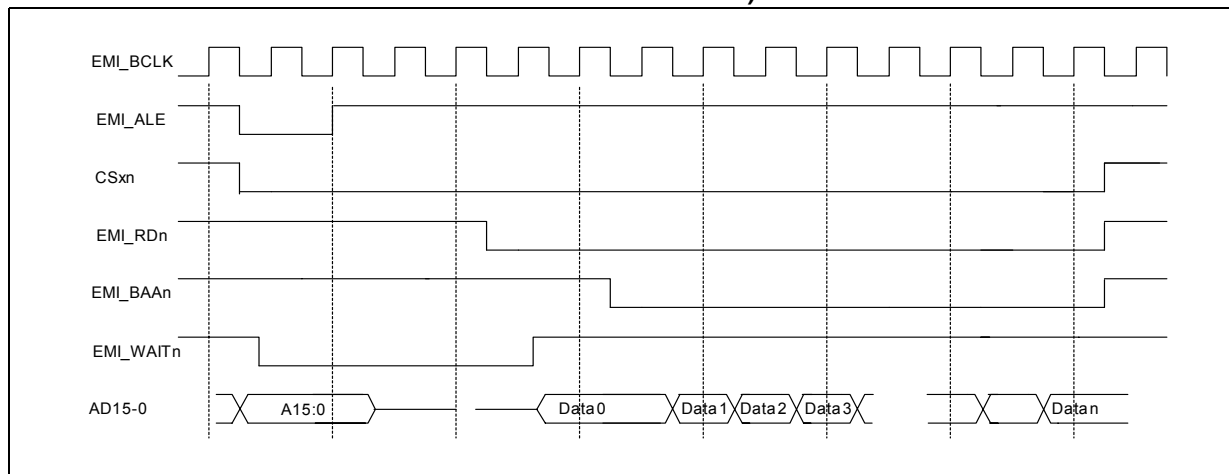 EMI_BCLK
EMI_ALE
CSxn
EMI_RDn
EMI_BAAn
EMI_WAITn
AD15-0 A15:0 Data0 Data1 Data2 Data3 Datan